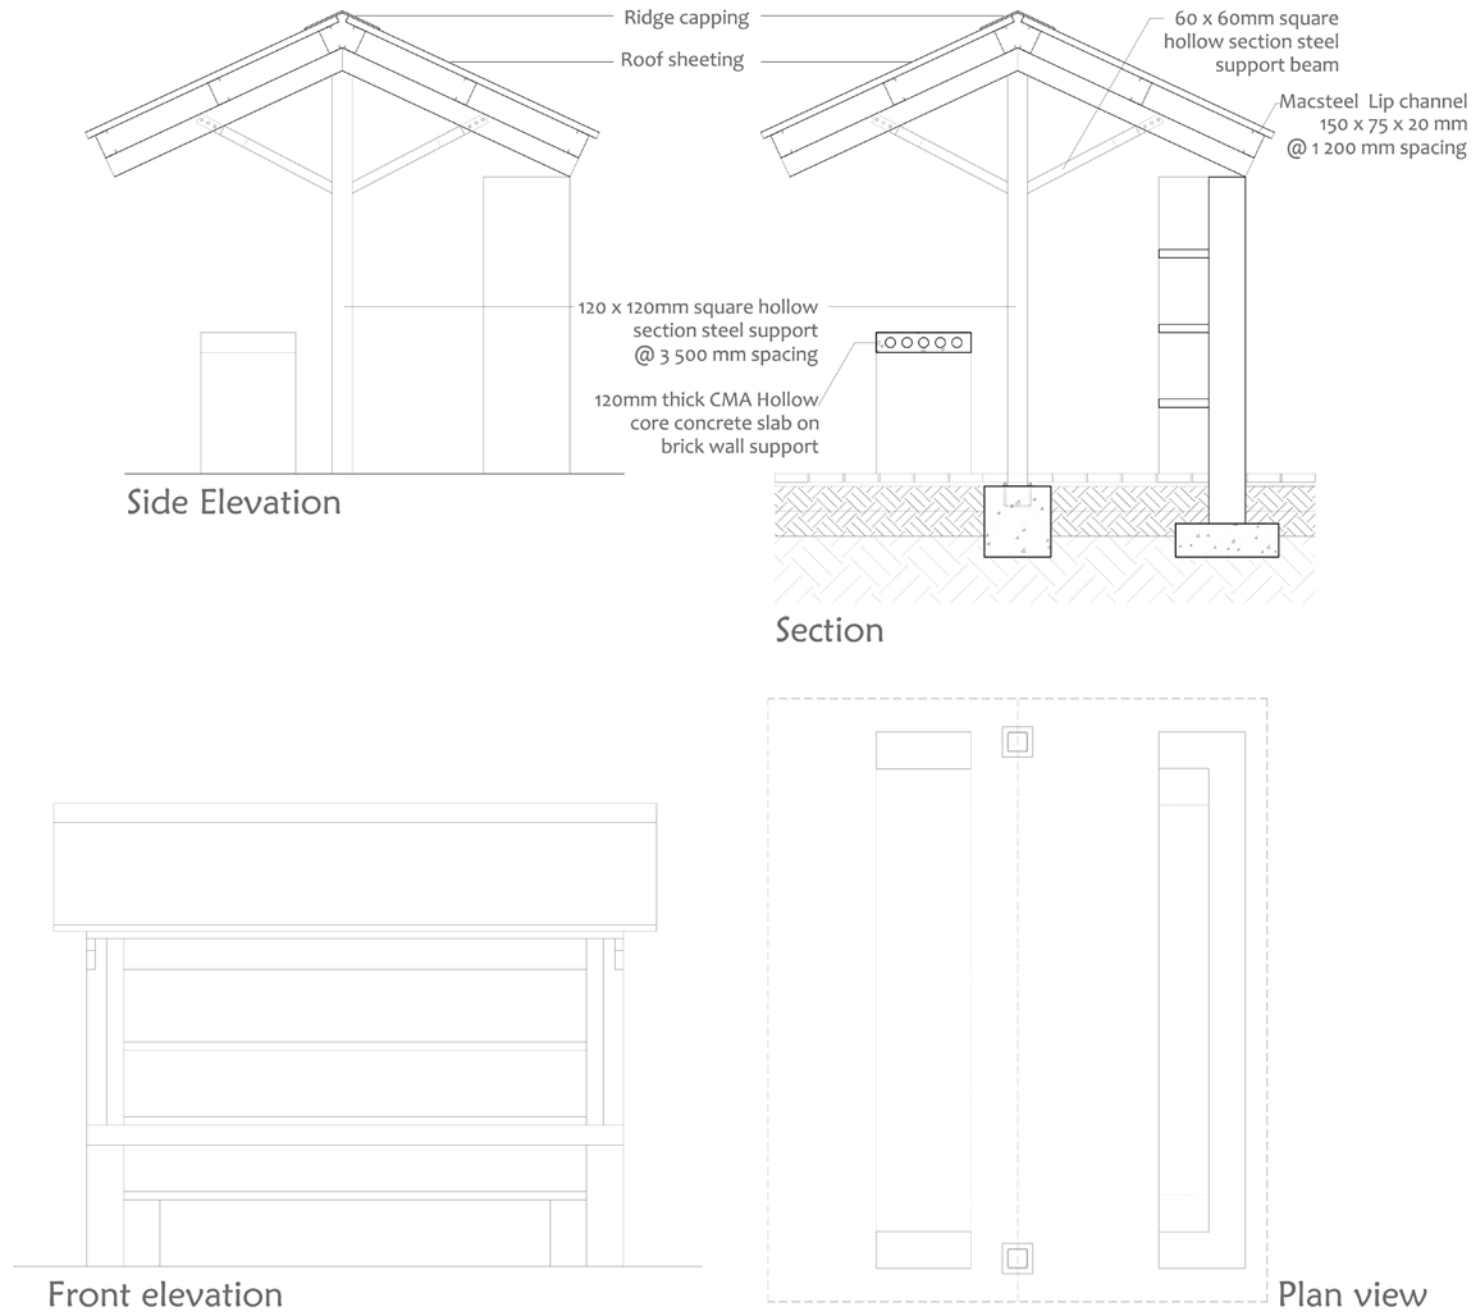 Ridge capping
Roof sheeting
60 x 60mm square
hollow section steel
support beam
Macsteel Lip channel
150 x 75 x 20 mm
@ 1 200 mm spacing
120 x 120mm square hollow
section steel support
@ 3 500 mm spacing
120mm thick CMA Hollow
core concrete slab on
brick wall support
Side Elevation
Section
Front elevation
Plan view